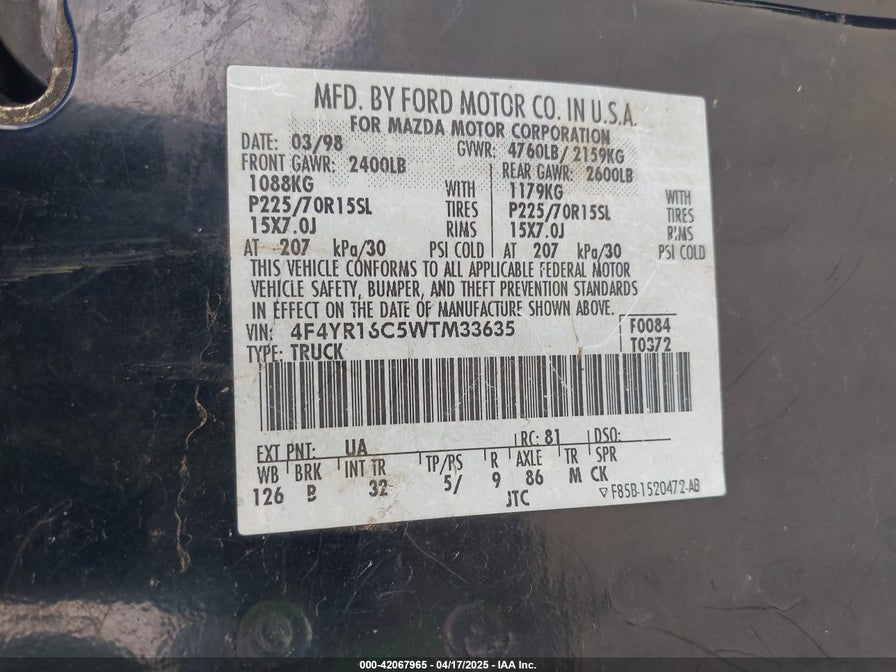 MFD. BY FORD MOTOR CO. IN U.S.A.
FOR MAZDA MOTOR CORPORATION
DATE: 03/98 GVWR: 4760LB/ 2159KG
FRONT GAWR: 2400LB REAR GAWR: 2600LB
1088KG WITH 1179KG WITH
P225/70R15SL TIRES P225/70R15SL TIRES
15X7.0J RIMS 15X7.0J RIMS
AT 207 kPa/30 PSI COLD AT 207 kPa/30 PSI COLD
THIS VEHICLE CONFORMS TO ALL APPLICABLE FEDERAL MOTOR
VEHICLE SAFETY, BUMPER, AND THEFT PREVENTION STANDARDS
IN EFFECT ON THE DATE OF MANUFACTURE SHOWN ABOVE.
VIN: 4F4YR16C5WTM33635 F0084
TYPE: TRUCK T0372
EXT PNT: UA RC: 81 DSO:
WB BRK INT TR TP/PS R AXLE TR SPR
126 B 32 5/ 9 86 M CK
JTC ▽ F85B-1520472-AB
000-42067965 - 04/17/2025 - IAA Inc.